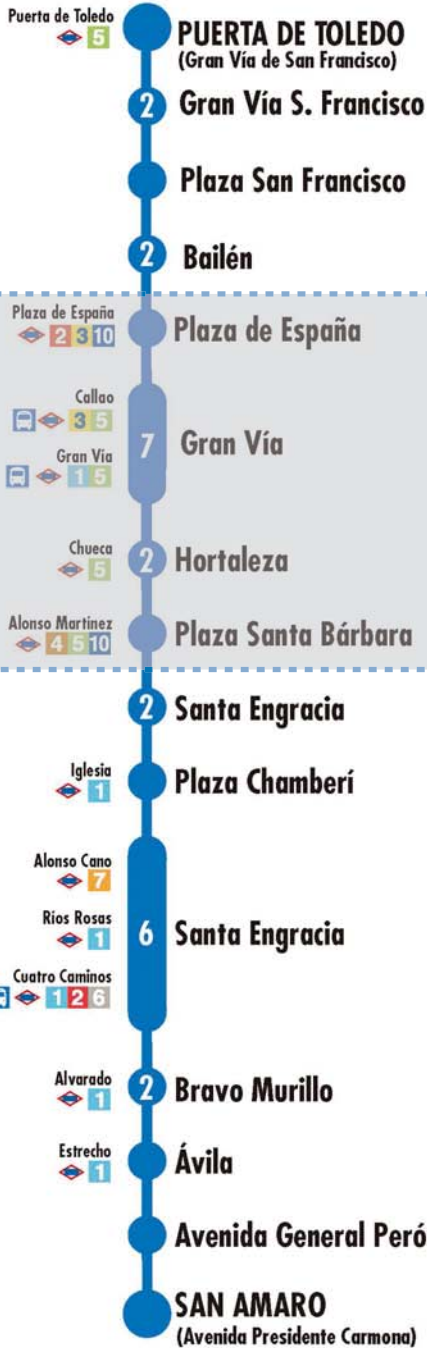 Puerta de Toledo
5
PUERTA DE TOLEDO
(Gran Vía de San Francisco)
2 Gran Vía S. Francisco
Plaza San Francisco
2 Bailén
Plaza de España
2 3 10
Plaza de España
Callao
3 5
Gran Vía
1 5
7 Gran Vía
Chueca
5
2 Hortaleza
Alonso Martínez
4 5 10
Plaza Santa Bárbara
2 Santa Engracia
Iglesia
1
Plaza Chamberí
Alonso Cano
7
Ríos Rosas
1
6 Santa Engracia
Cuatro Caminos
1 2 6
Alvarado
1
2 Bravo Murillo
Estrecho
1
Ávila
Avenida General Peró
SAN AMARO
(Avenida Presidente Carmona)